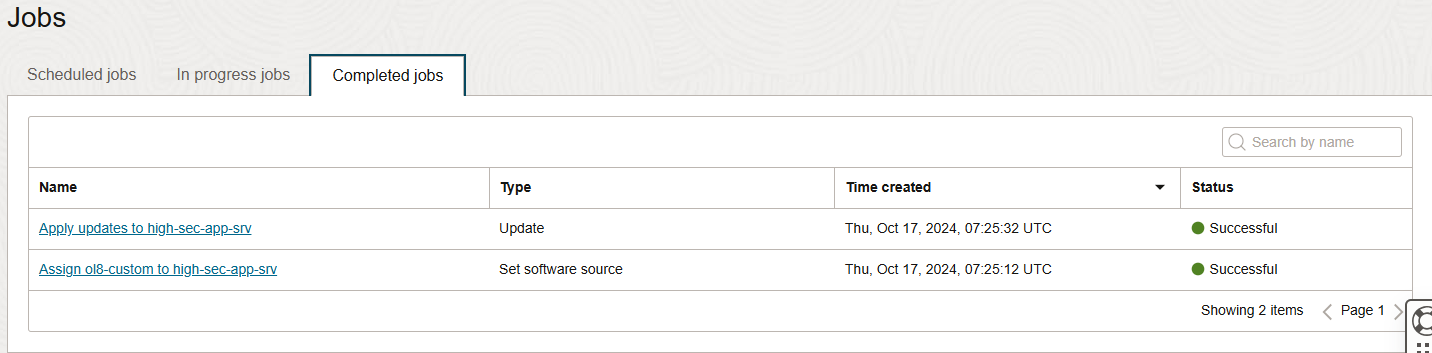 Jobs
Scheduled jobs In progress jobs Completed jobs
Search by name
Name Type Time created Status
Apply updates to high-sec-app-srv Update Thu, Oct 17, 2024, 07:25:32 UTC Successful
Assign ol8-custom to high-sec-app-srv Set software source Thu, Oct 17, 2024, 07:25:12 UTC Successful
Showing 2 items Page 1